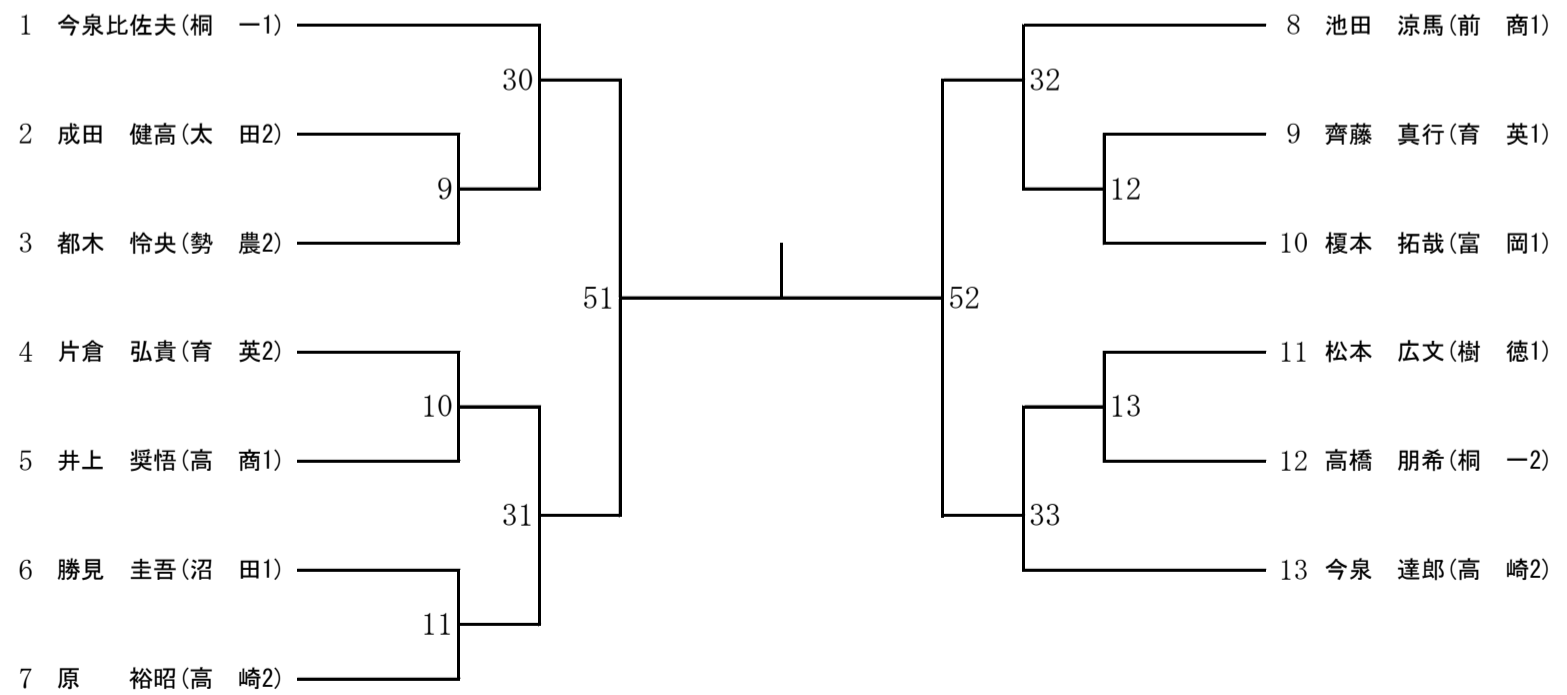 1 今泉比佐夫(桐　一1)
30
2 成田　健高(太　田2)
9
3 都木　怜央(勢　農2)
51
4 片倉　弘貴(育　英2)
10
5 井上　奨悟(高　商1)
31
6 勝見　圭吾(沼　田1)
11
7 原　　裕昭(高　崎2)
8 池田　涼馬(前　商1)
32
9 齊藤　真行(育　英1)
12
10 榎本　拓哉(富　岡1)
52
11 松本　広文(樹　徳1)
13
12 高橋　朋希(桐　一2)
33
13 今泉　達郎(高　崎2)